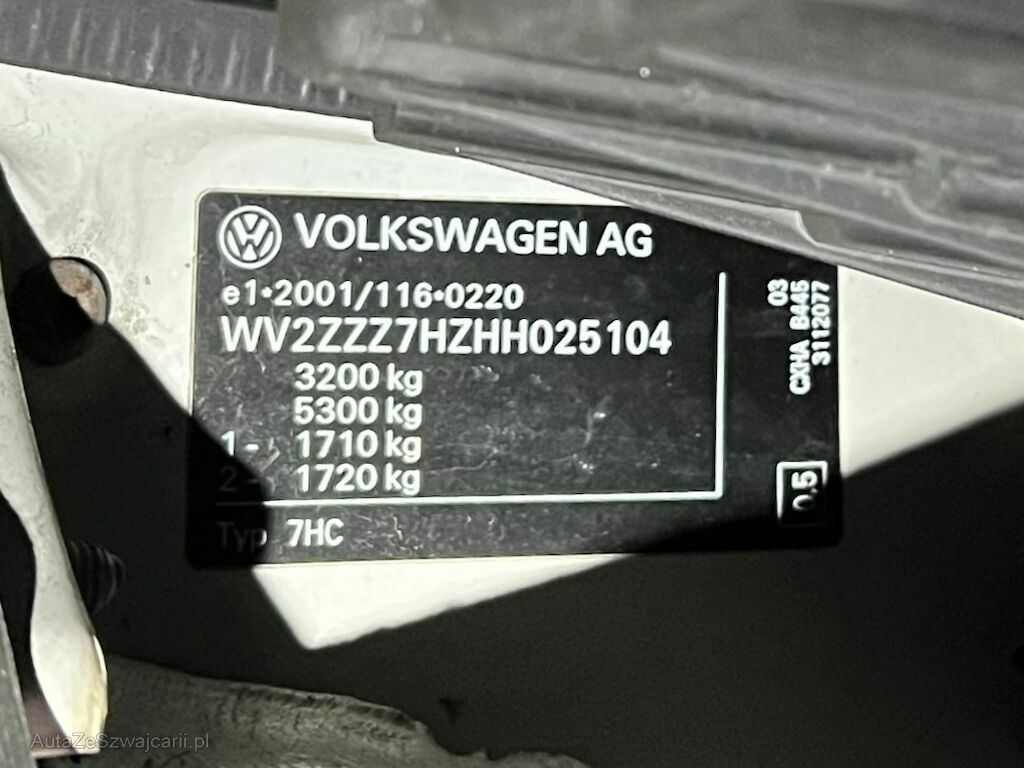 VOLKSWAGEN AG
e1•2001/116•0220
WV2ZZZ7HZHH025104
3200 kg
5300 kg
1 - 1710 kg
2 - 1720 kg
Typ 7HC
03
CXHA B445
3112077
0,5
AutaZeSzwajcarii.pl